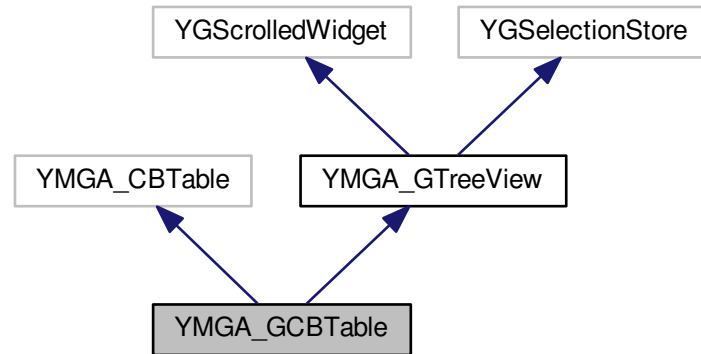 YGScrolledWidget
YGSelectionStore
YMGA_CBTable
YMGA_GTreeView
YMGA_GCBTable